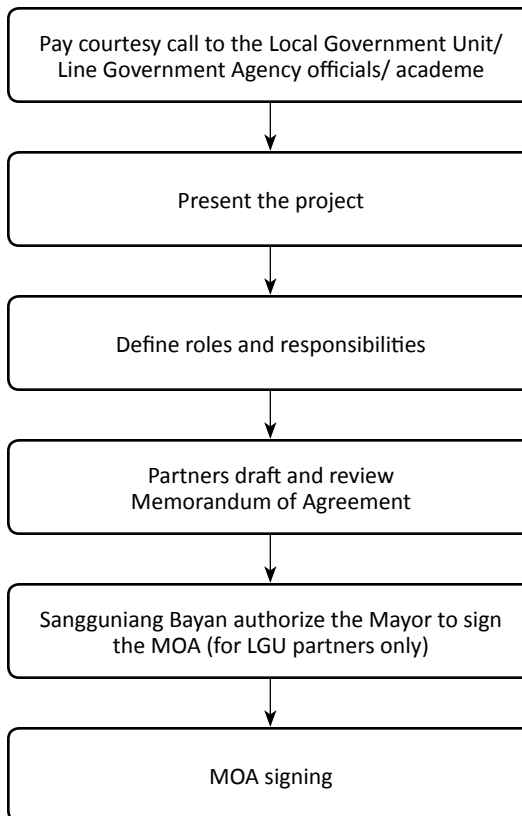 Pay courtesy call to the Local Government Unit/
Line Government Agency officials/ academe
Present the project
Define roles and responsibilities
Partners draft and review
Memorandum of Agreement
Sangguniang Bayan authorize the Mayor to sign
the MOA (for LGU partners only)
MOA signing